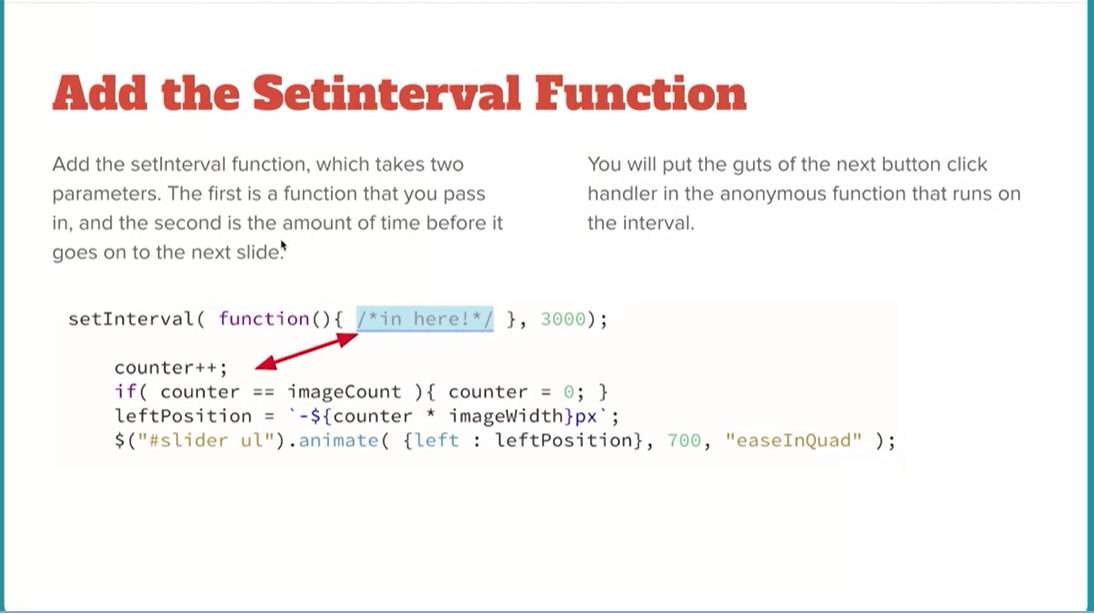 Add the Setinterval Function
Add the setInterval function, which takes two
parameters. The first is a function that you pass
in, and the second is the amount of time before it
goes on to the next slide.
You will put the guts of the next button click
handler in the anonymous function that runs on
the interval.
setInterval( function(){ /*in here!*/ }, 3000);
counter++;
if( counter == imageCount ){ counter = 0; }
leftPosition = `-${counter * imageWidth}px`;
$("#slider ul").animate( {left : leftPosition}, 700, "easeInQuad" );